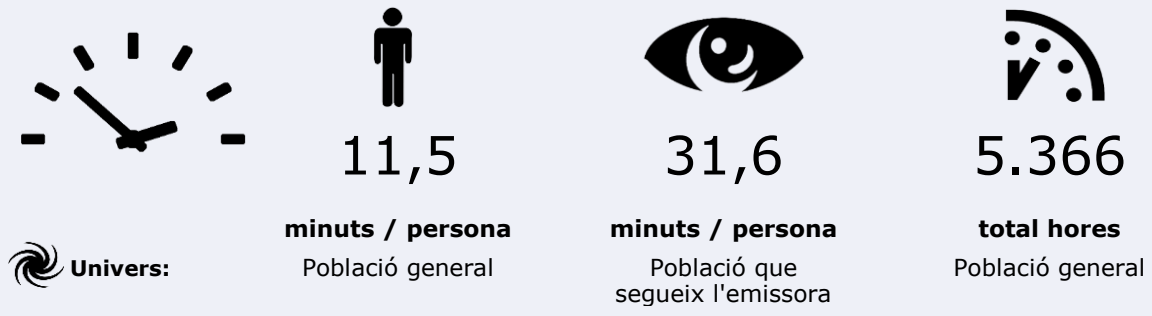 11,5
31,6
5.366
minuts / persona
minuts / persona
total hores
Univers:
Població general
Població que
segueix l'emissora
Població general